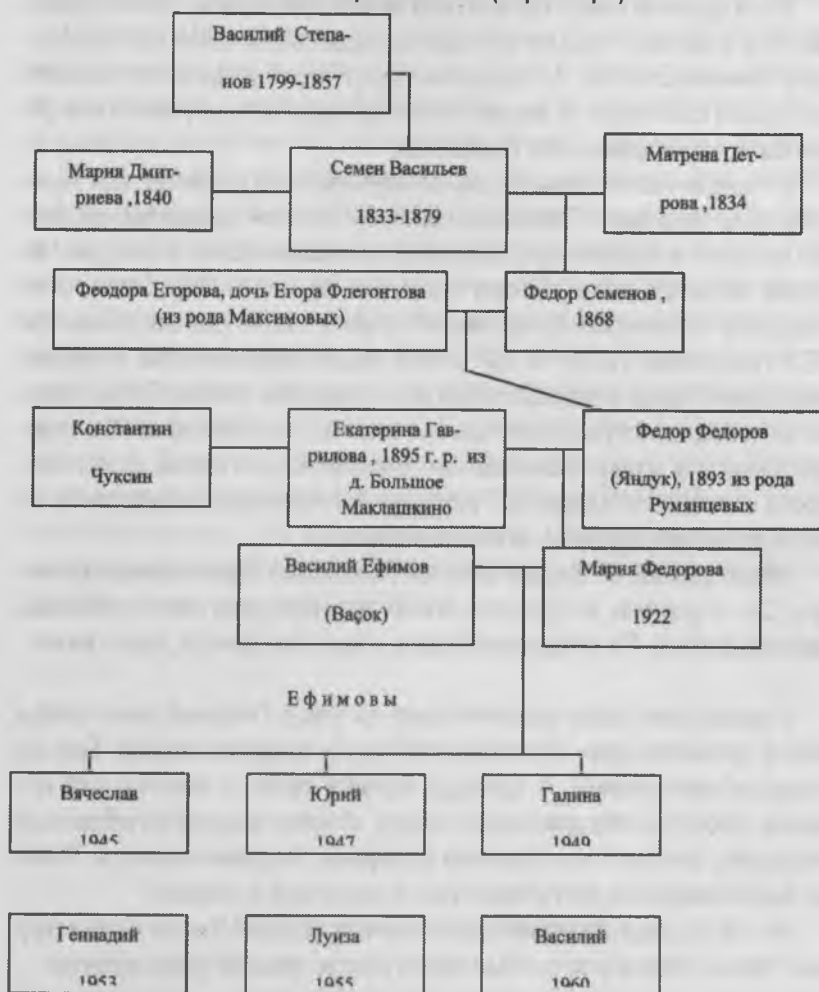 Василий Степа-
нов 1799-1857
Мария Дмит-
риева ,1840
Семен Васильев
1833-1879
Матрена Пет-
рова ,1834
Феодора Егорова, дочь Егора Флегонтова
(из рода Максимовых)
Федор Семенов ,
1868
Константин
Чуксин
Екатерина Гав-
рилова , 1895 г. р. из
д. Большое
Маклашкино
Федор Федоров
(Яндук), 1893 из рода
Румянцевых
Василий Ефимов
(Ваçок)
Мария Федорова
1922
Ефимовы
Вячеслав
1945
Юрий
1947
Галина
1949
Геннадий
1953
Луиза
1955
Василий
1960